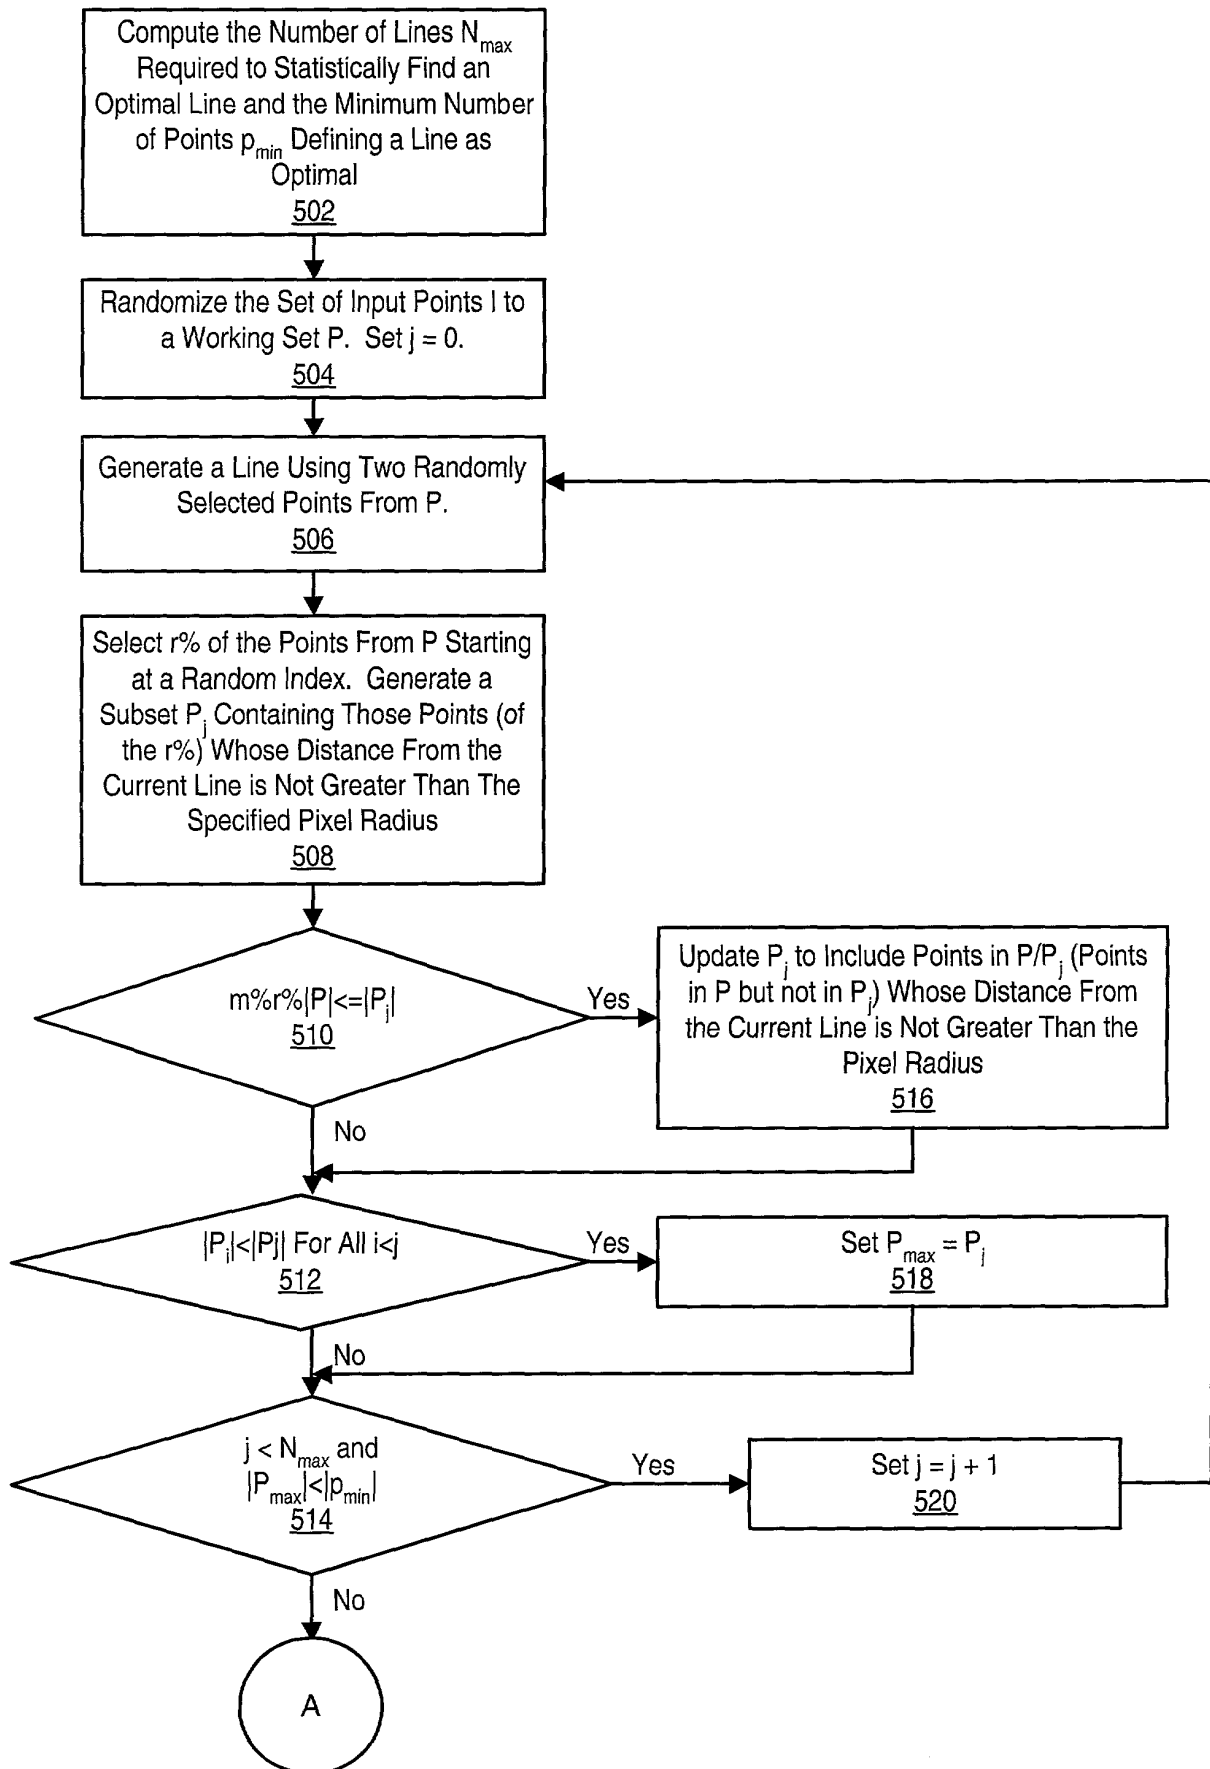 Compute the Number of Lines N_max
Required to Statistically Find an
Optimal Line and the Minimum Number
of Points p_min Defining a Line as
Optimal
502
Randomize the Set of Input Points I to
a Working Set P. Set j = 0.
504
Generate a Line Using Two Randomly
Selected Points From P.
506
Select r% of the Points From P Starting
at a Random Index. Generate a
Subset P_j Containing Those Points (of
the r%) Whose Distance From the
Current Line is Not Greater Than The
Specified Pixel Radius
508
m%r%|P|<=|P_j|
510
Yes
Update P_j to Include Points in P/P_j (Points
in P but not in P_j) Whose Distance From
the Current Line is Not Greater Than the
Pixel Radius
516
No
|P_i|<|Pj| For All i<j
512
Yes
Set P_max = P_j
518
No
j < N_max and
|P_max|<|p_min|
514
Yes
Set j = j + 1
520
No
A